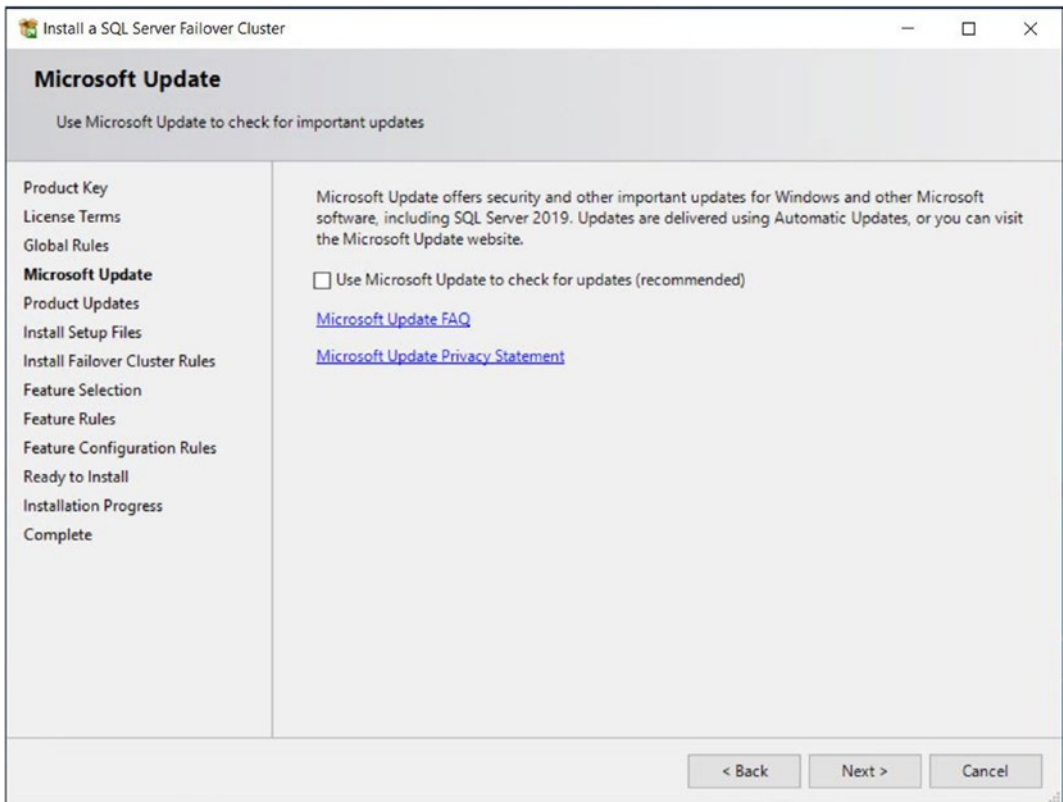 Install a SQL Server Failover Cluster
Microsoft Update
Use Microsoft Update to check for important updates
Product Key
License Terms
Global Rules
Microsoft Update
Product Updates
Install Setup Files
Install Failover Cluster Rules
Feature Selection
Feature Rules
Feature Configuration Rules
Ready to Install
Installation Progress
Complete
Microsoft Update offers security and other important updates for Windows and other Microsoft
software, including SQL Server 2019. Updates are delivered using Automatic Updates, or you can visit
the Microsoft Update website.
Use Microsoft Update to check for updates (recommended)
Microsoft Update FAQ
Microsoft Update Privacy Statement
< Back
Next >
Cancel